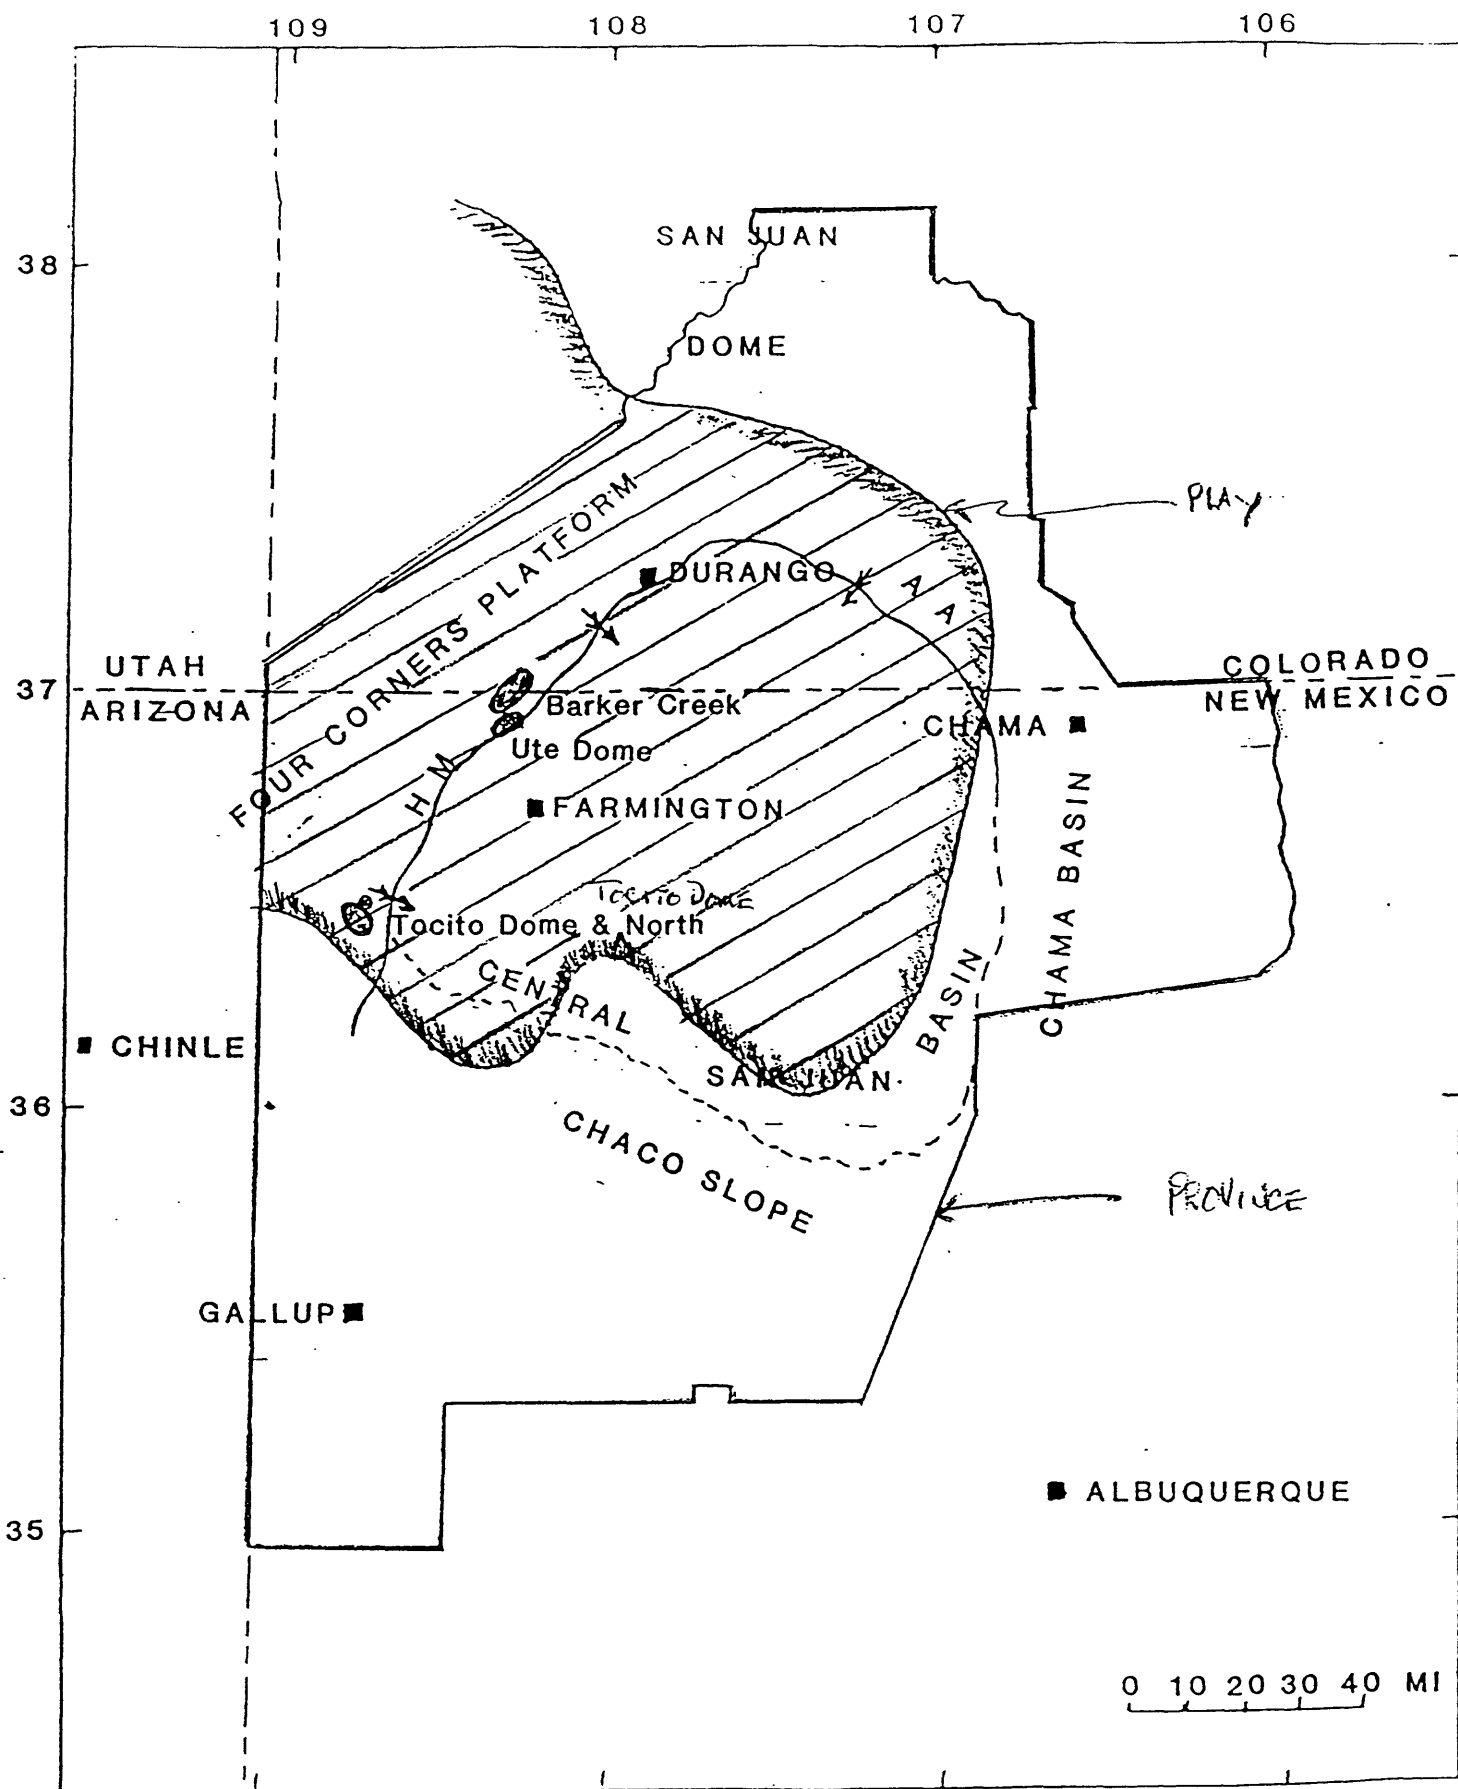 109 108 107 106
38
SAN JUAN
DOME
PLAY
FOUR CORNERS PLATFORM
DURANGO
A A
UTAH
COLORADO
37
ARIZONA
NEW MEXICO
Barker Creek
CHAMA
Ute Dome
H M
FARMINGTON
CHAMA BASIN
TOCITO DOME
Tocito Dome & North
CENTRAL
BASIN
CHINLE
SAN JUAN
36
CHACO SLOPE
PROVINCE
GALLUP
ALBUQUERQUE
35
0 10 20 30 40 MI